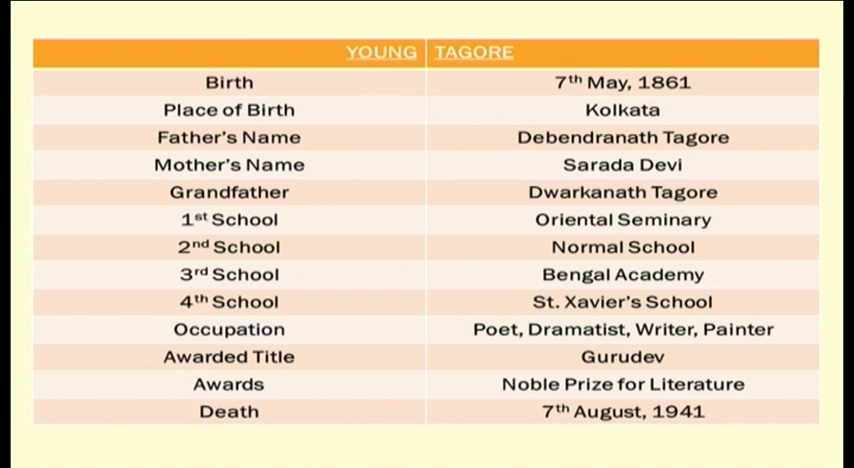 YOUNG TAGORE
Birth 7th May, 1861
Place of Birth Kolkata
Father's Name Debendranath Tagore
Mother's Name Sarada Devi
Grandfather Dwarkanath Tagore
1st School Oriental Seminary
2nd School Normal School
3rd School Bengal Academy
4th School St. Xavier's School
Occupation Poet, Dramatist, Writer, Painter
Awarded Title Gurudev
Awards Noble Prize for Literature
Death 7th August, 1941